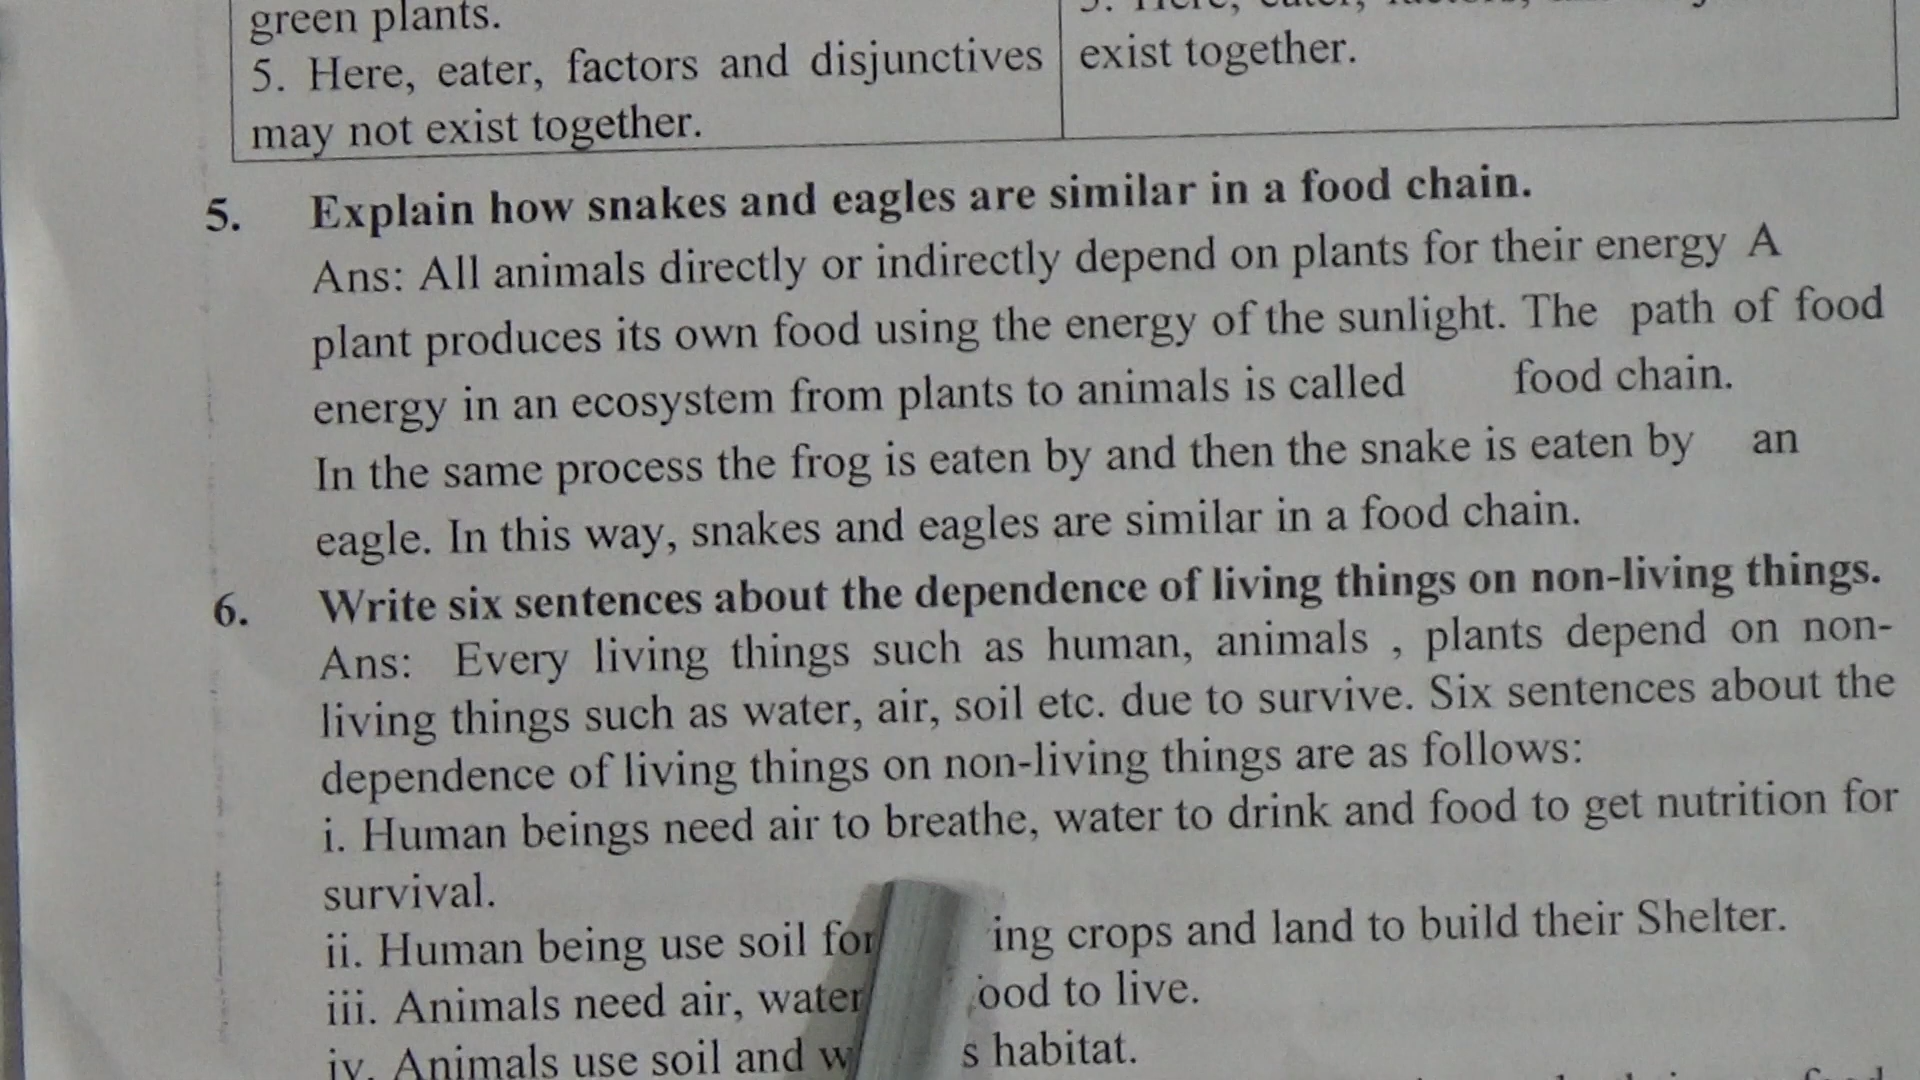 green plants.
5. Here, eater, factors and disjunctives
may not exist together.
exist together.
5. Explain how snakes and eagles are similar in a food chain.
Ans: All animals directly or indirectly depend on plants for their energy A
plant produces its own food using the energy of the sunlight. The path of food
energy in an ecosystem from plants to animals is called food chain.
In the same process the frog is eaten by and then the snake is eaten by an
eagle. In this way, snakes and eagles are similar in a food chain.
6. Write six sentences about the dependence of living things on non-living things.
Ans: Every living things such as human, animals , plants depend on non-
living things such as water, air, soil etc. due to survive. Six sentences about the
dependence of living things on non-living things are as follows:
i. Human beings need air to breathe, water to drink and food to get nutrition for
survival.
ii. Human being use soil for ing crops and land to build their Shelter.
iii. Animals need air, water ood to live.
iv. Animals use soil and habitat.